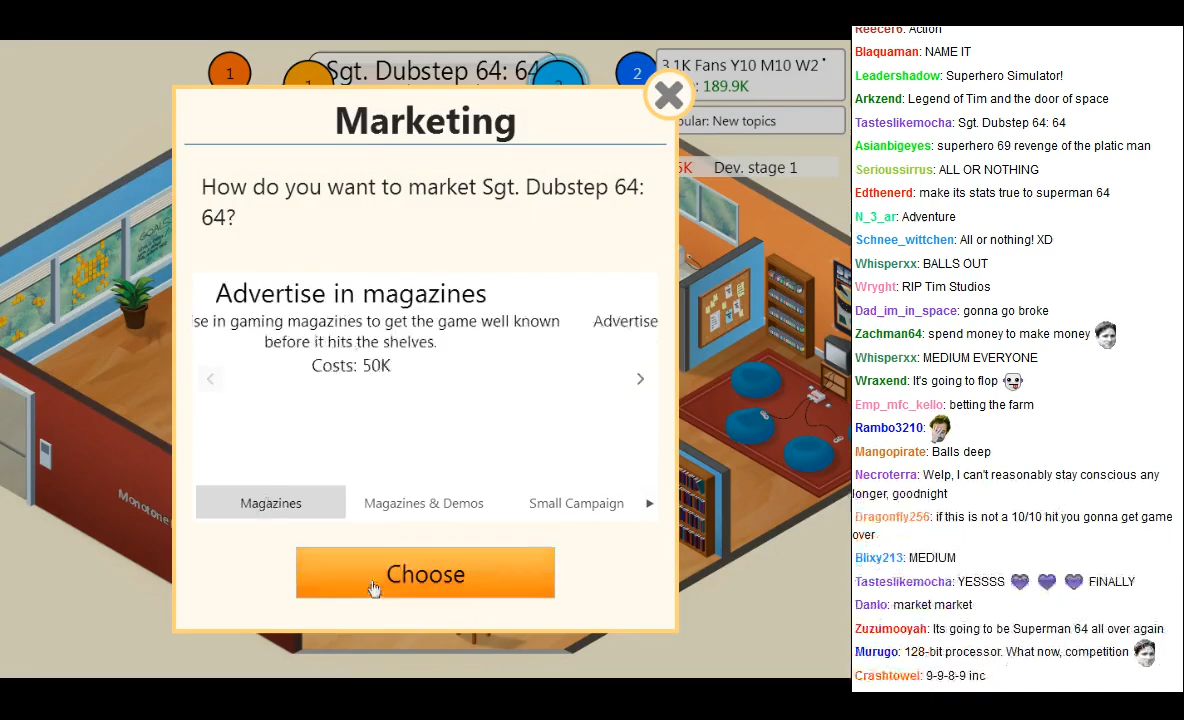 1
1
Sgt. Dubstep 64: 64
2
2
3.1K Fans Y10 M10 W2
: 189.9K
pular: New topics
5K Dev. stage 1
Marketing
How do you want to market Sgt. Dubstep 64:
64?
Advertise in magazines
se in gaming magazines to get the game well known
before it hits the shelves.
Costs: 50K
Advertise
Magazines
Magazines & Demos
Small Campaign
Choose
GOALS
Monotone
Reecer6: Action
Blaquaman: NAME IT
Leadershadow: Superhero Simulator!
Arkzend: Legend of Tim and the door of space
Tasteslikemocha: Sgt. Dubstep 64: 64
Asianbigeyes: superhero 69 revenge of the platic man
Serioussirrus: ALL OR NOTHING
Edthenerd: make its stats true to superman 64
N_3_ar: Adventure
Schnee_wittchen: All or nothing! XD
Whisperxx: BALLS OUT
Wryght: RIP Tim Studios
Dad_im_in_space: gonna go broke
Zachman64: spend money to make money
Whisperxx: MEDIUM EVERYONE
Wraxend: It's going to flop
Emp_mfc_kello: betting the farm
Rambo3210:
Mangopirate: Balls deep
Necroterra: Welp, I can't reasonably stay conscious any
longer, goodnight
Dragonfly256: if this is not a 10/10 hit you gonna get game
over
Blixy213: MEDIUM
Tasteslikemocha: YESSSS FINALLY
Danlo: market market
Zuzumooyah: Its going to be Superman 64 all over again
Murugo: 128-bit processor. What now, competition
Crashtowel: 9-9-8-9 inc